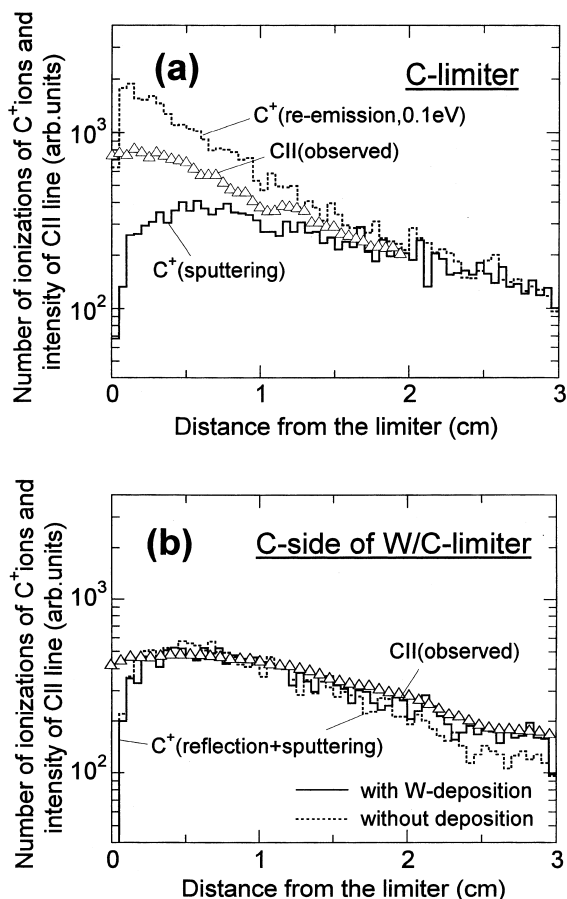 Number of ionizations of C⁺ions and
intensity of CII line (arb.units)
(a)
C-limiter
C⁺(re-emission,0.1eV)
CII(observed)
C⁺(sputtering)
10³
10²
0
1
2
3
Distance from the limiter (cm)
Number of ionizations of C⁺ions and
intensity of CII line (arb.units)
(b)
C-side of W/C-limiter
10³
CII(observed)
C⁺(reflection+sputtering)
10²
with W-deposition
without deposition
0
1
2
3
Distance from the limiter (cm)